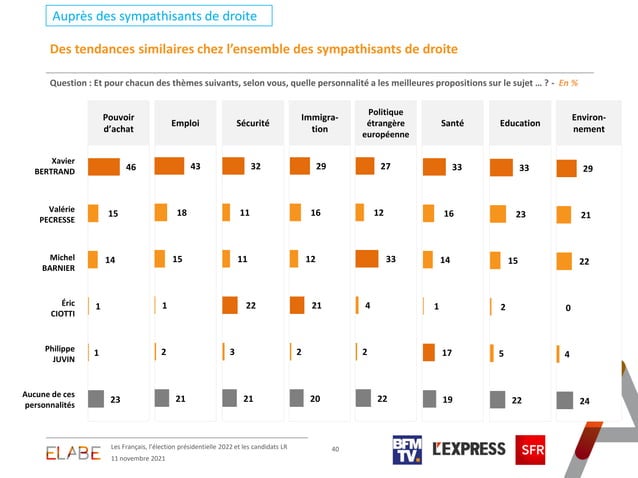 Auprès des sympathisants de droite
Des tendances similaires chez l'ensemble des sympathisants de droite
Question : Et pour chacun des thèmes suivants, selon vous, quelle personnalité a les meilleures propositions sur le sujet … ? - En %
Pouvoir
d'achat
Emploi
Sécurité
Immigra-
tion
Politique
étrangère
européenne
Santé
Education
Environ-
nement
Xavier
BERTRAND
46 43 32 29 27 33 33 29
Valérie
PECRESSE
15 18 11 16 12 16 23 21
Michel
BARNIER
14 15 11 12 33 14 15 22
Éric
CIOTTI
1 1 22 21 4 1 2 0
Philippe
JUVIN
1 2 3 2 2 17 5 4
Aucune de ces
personnalités
23 21 21 20 22 19 22 24
ELABE
Les Français, l'élection présidentielle 2022 et les candidats LR
11 novembre 2021
40
BFM
TV.
L'EXPRESS
SFR